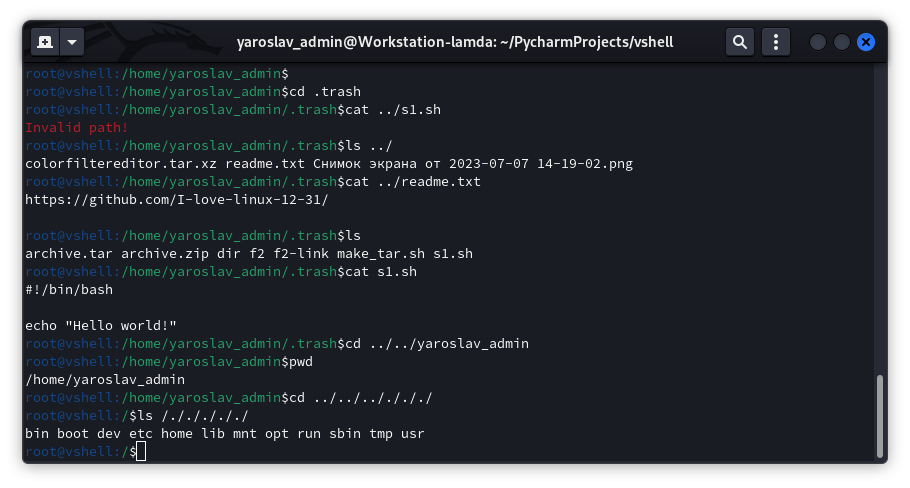 yaroslav_admin@Workstation-lamda: ~/PycharmProjects/vshell
root@vshell:/home/yaroslav_admin$
root@vshell:/home/yaroslav_admin$cd .trash
root@vshell:/home/yaroslav_admin/.trash$cat ../s1.sh
Invalid path!
root@vshell:/home/yaroslav_admin/.trash$ls ../
colorfiltereditor.tar.xz readme.txt Снимок экрана от 2023-07-07 14-19-02.png
root@vshell:/home/yaroslav_admin/.trash$cat ../readme.txt
https://github.com/I-love-linux-12-31/
root@vshell:/home/yaroslav_admin/.trash$ls
archive.tar archive.zip dir f2 f2-link make_tar.sh s1.sh
root@vshell:/home/yaroslav_admin/.trash$cat s1.sh
#!/bin/bash
echo "Hello world!"
root@vshell:/home/yaroslav_admin/.trash$cd ../../yaroslav_admin
root@vshell:/home/yaroslav_admin$pwd
/home/yaroslav_admin
root@vshell:/home/yaroslav_admin$cd ../../../././././
root@vshell:/$ls /./././././
bin boot dev etc home lib mnt opt run sbin tmp usr
root@vshell:/$